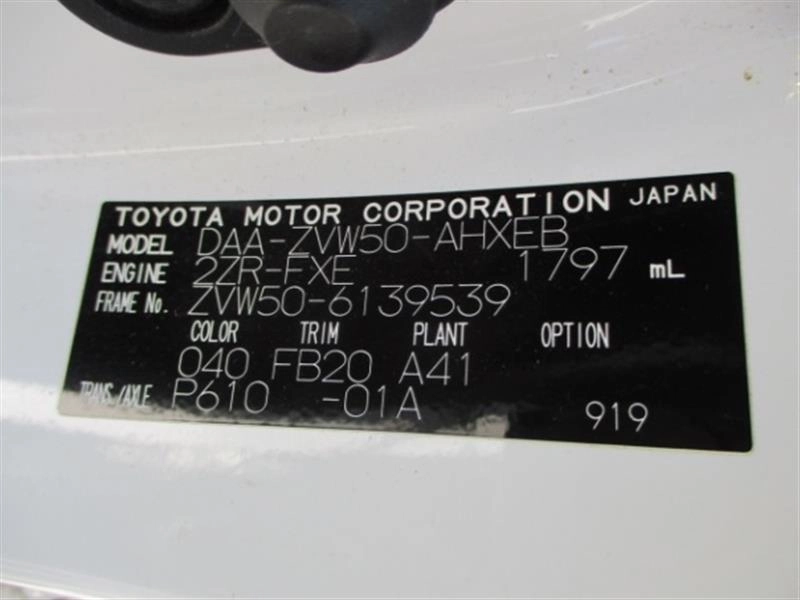 TOYOTA MOTOR CORPORATION JAPAN
MODEL DAA-ZVW50-AHXEB
ENGINE 2ZR-FXE 1797 mL
FRAME No. ZVW50-6139539
COLOR TRIM PLANT OPTION
040 FB20 A41
TRANS./AXLE P610 -01A 919